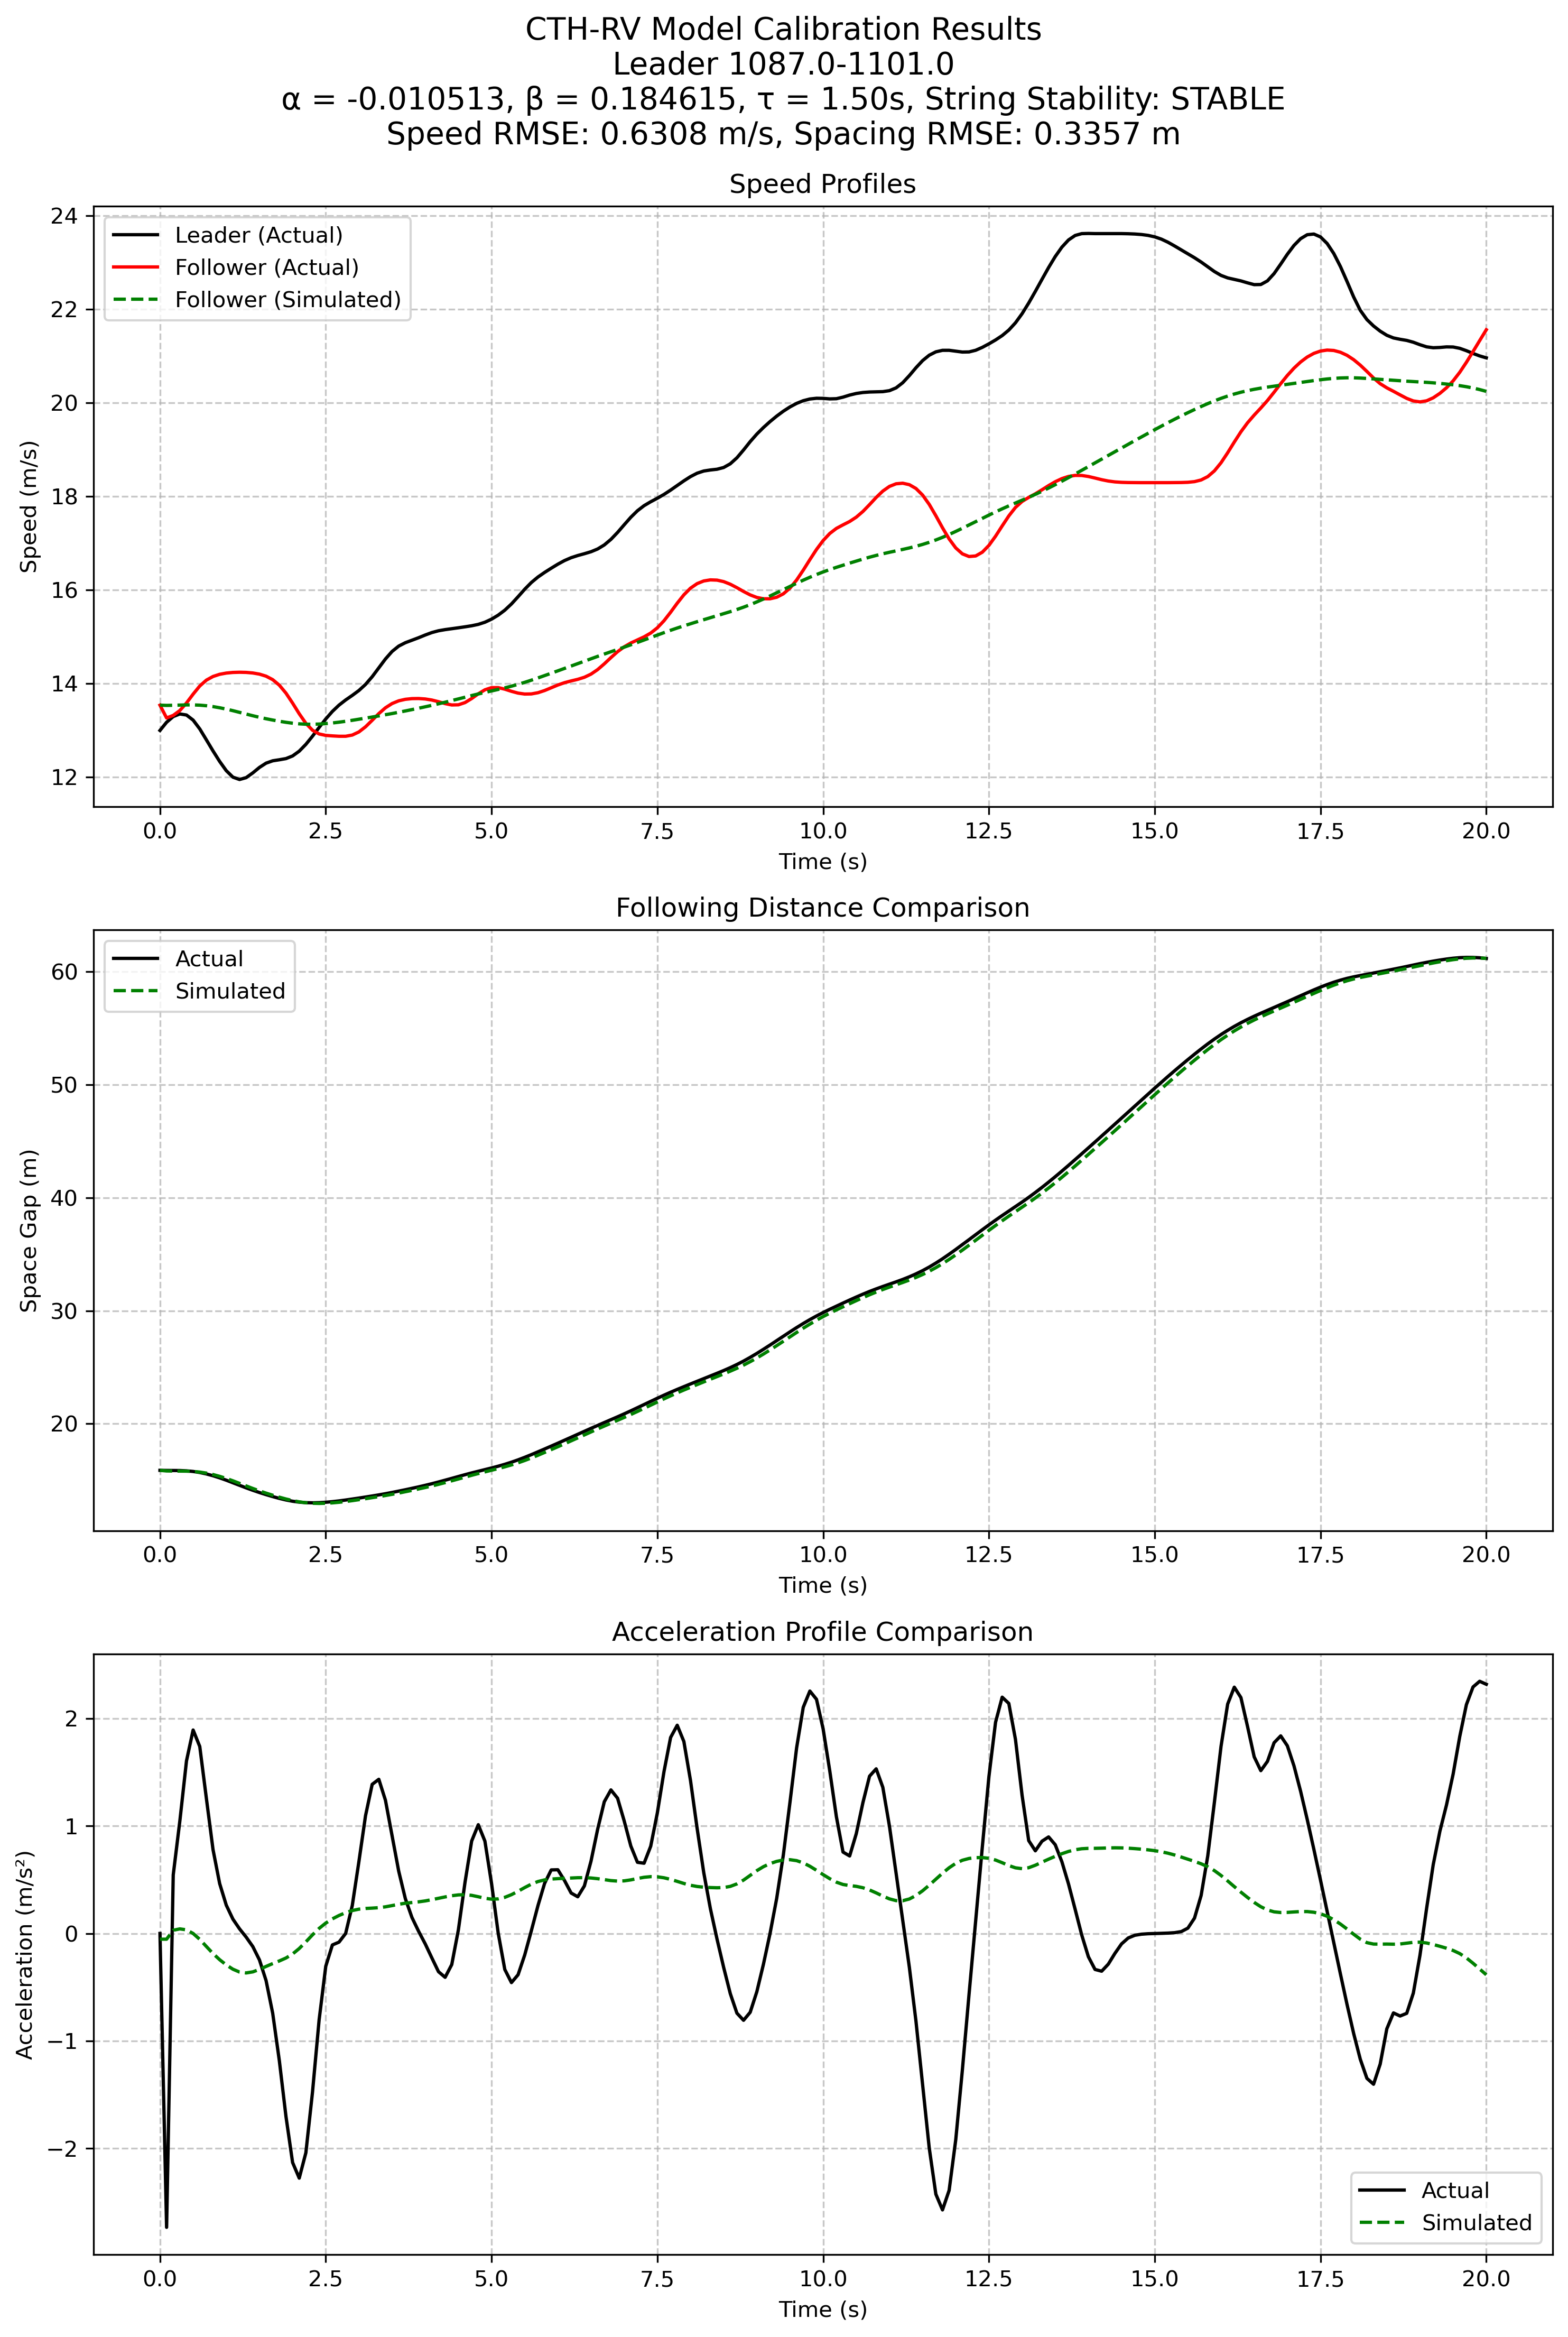 CTH-RV Model Calibration Results
Leader 1087.0-1101.0
α = -0.010513, β = 0.184615, τ = 1.50s, String Stability: STABLE
Speed RMSE: 0.6308 m/s, Spacing RMSE: 0.3357 m
Speed Profiles
Leader (Actual)
Follower (Actual)
Follower (Simulated)
Speed (m/s)
24
22
20
18
16
14
12
0.0 2.5 5.0 7.5 10.0 12.5 15.0 17.5 20.0
Time (s)
Following Distance Comparison
Actual
Simulated
Space Gap (m)
60
50
40
30
20
0.0 2.5 5.0 7.5 10.0 12.5 15.0 17.5 20.0
Time (s)
Acceleration Profile Comparison
Acceleration (m/s²)
2
1
0
−1
−2
Actual
Simulated
0.0 2.5 5.0 7.5 10.0 12.5 15.0 17.5 20.0
Time (s)